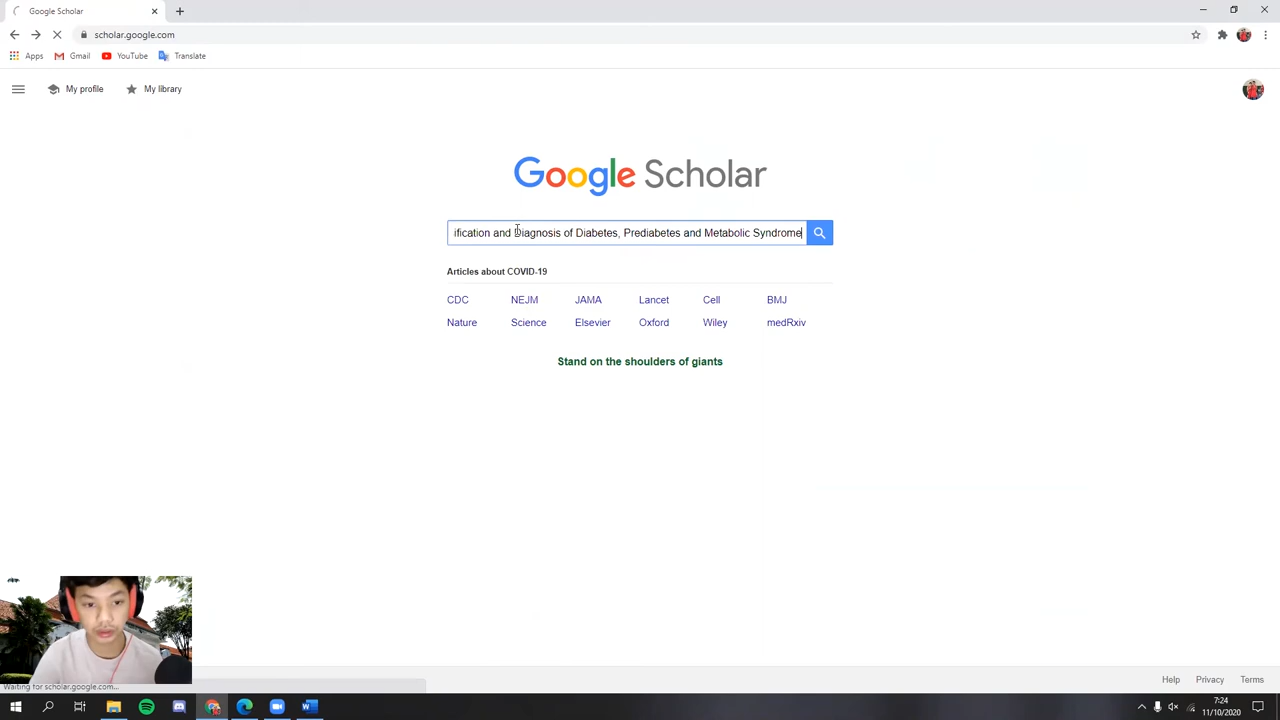 Google Scholar
scholar.google.com
Apps Gmail YouTube Translate
My profile My library
Google Scholar
ification and Diagnosis of Diabetes, Prediabetes and Metabolic Syndrome
Articles about COVID-19
CDC NEJM JAMA Lancet Cell BMJ
Nature Science Elsevier Oxford Wiley medRxiv
Stand on the shoulders of giants
Help Privacy Terms
Waiting for scholar.google.com...
7:24
11/10/2020